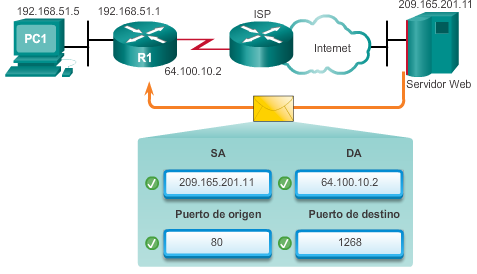 192.168.51.5
192.168.51.1
ISP
209.165.201.11
PC1
R1
Internet
64.100.10.2
Servidor Web
SA
DA
209.165.201.11
64.100.10.2
Puerto de origen
Puerto de destino
80
1268